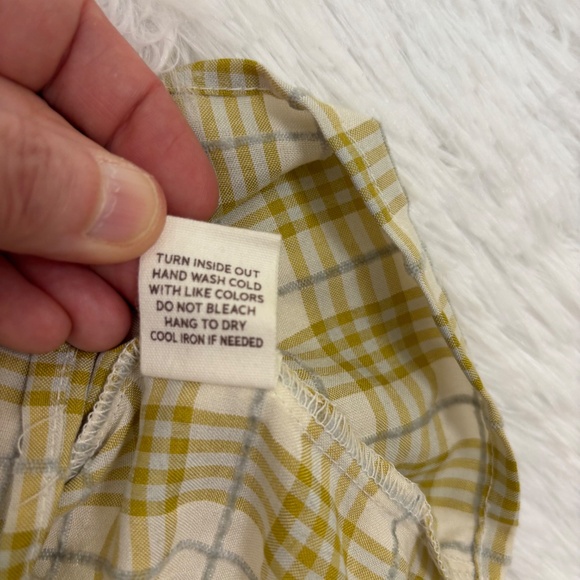 TURN INSIDE OUT
HAND WASH COLD
WITH LIKE COLORS
DO NOT BLEACH
HANG TO DRY
COOL IRON IF NEEDED